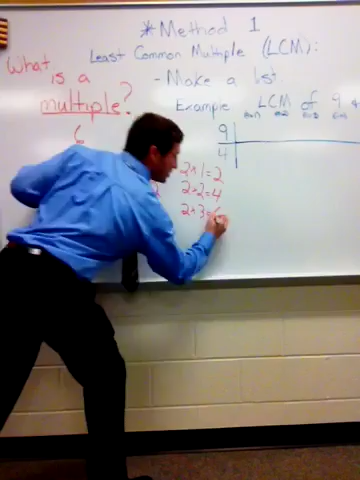 *Method 1
Least Common Multiple (LCM):
What
is a
multiple?
6
- Make a list.
Example LCM of 9
9
4
2
2×1=2
2×2=4
2×3=